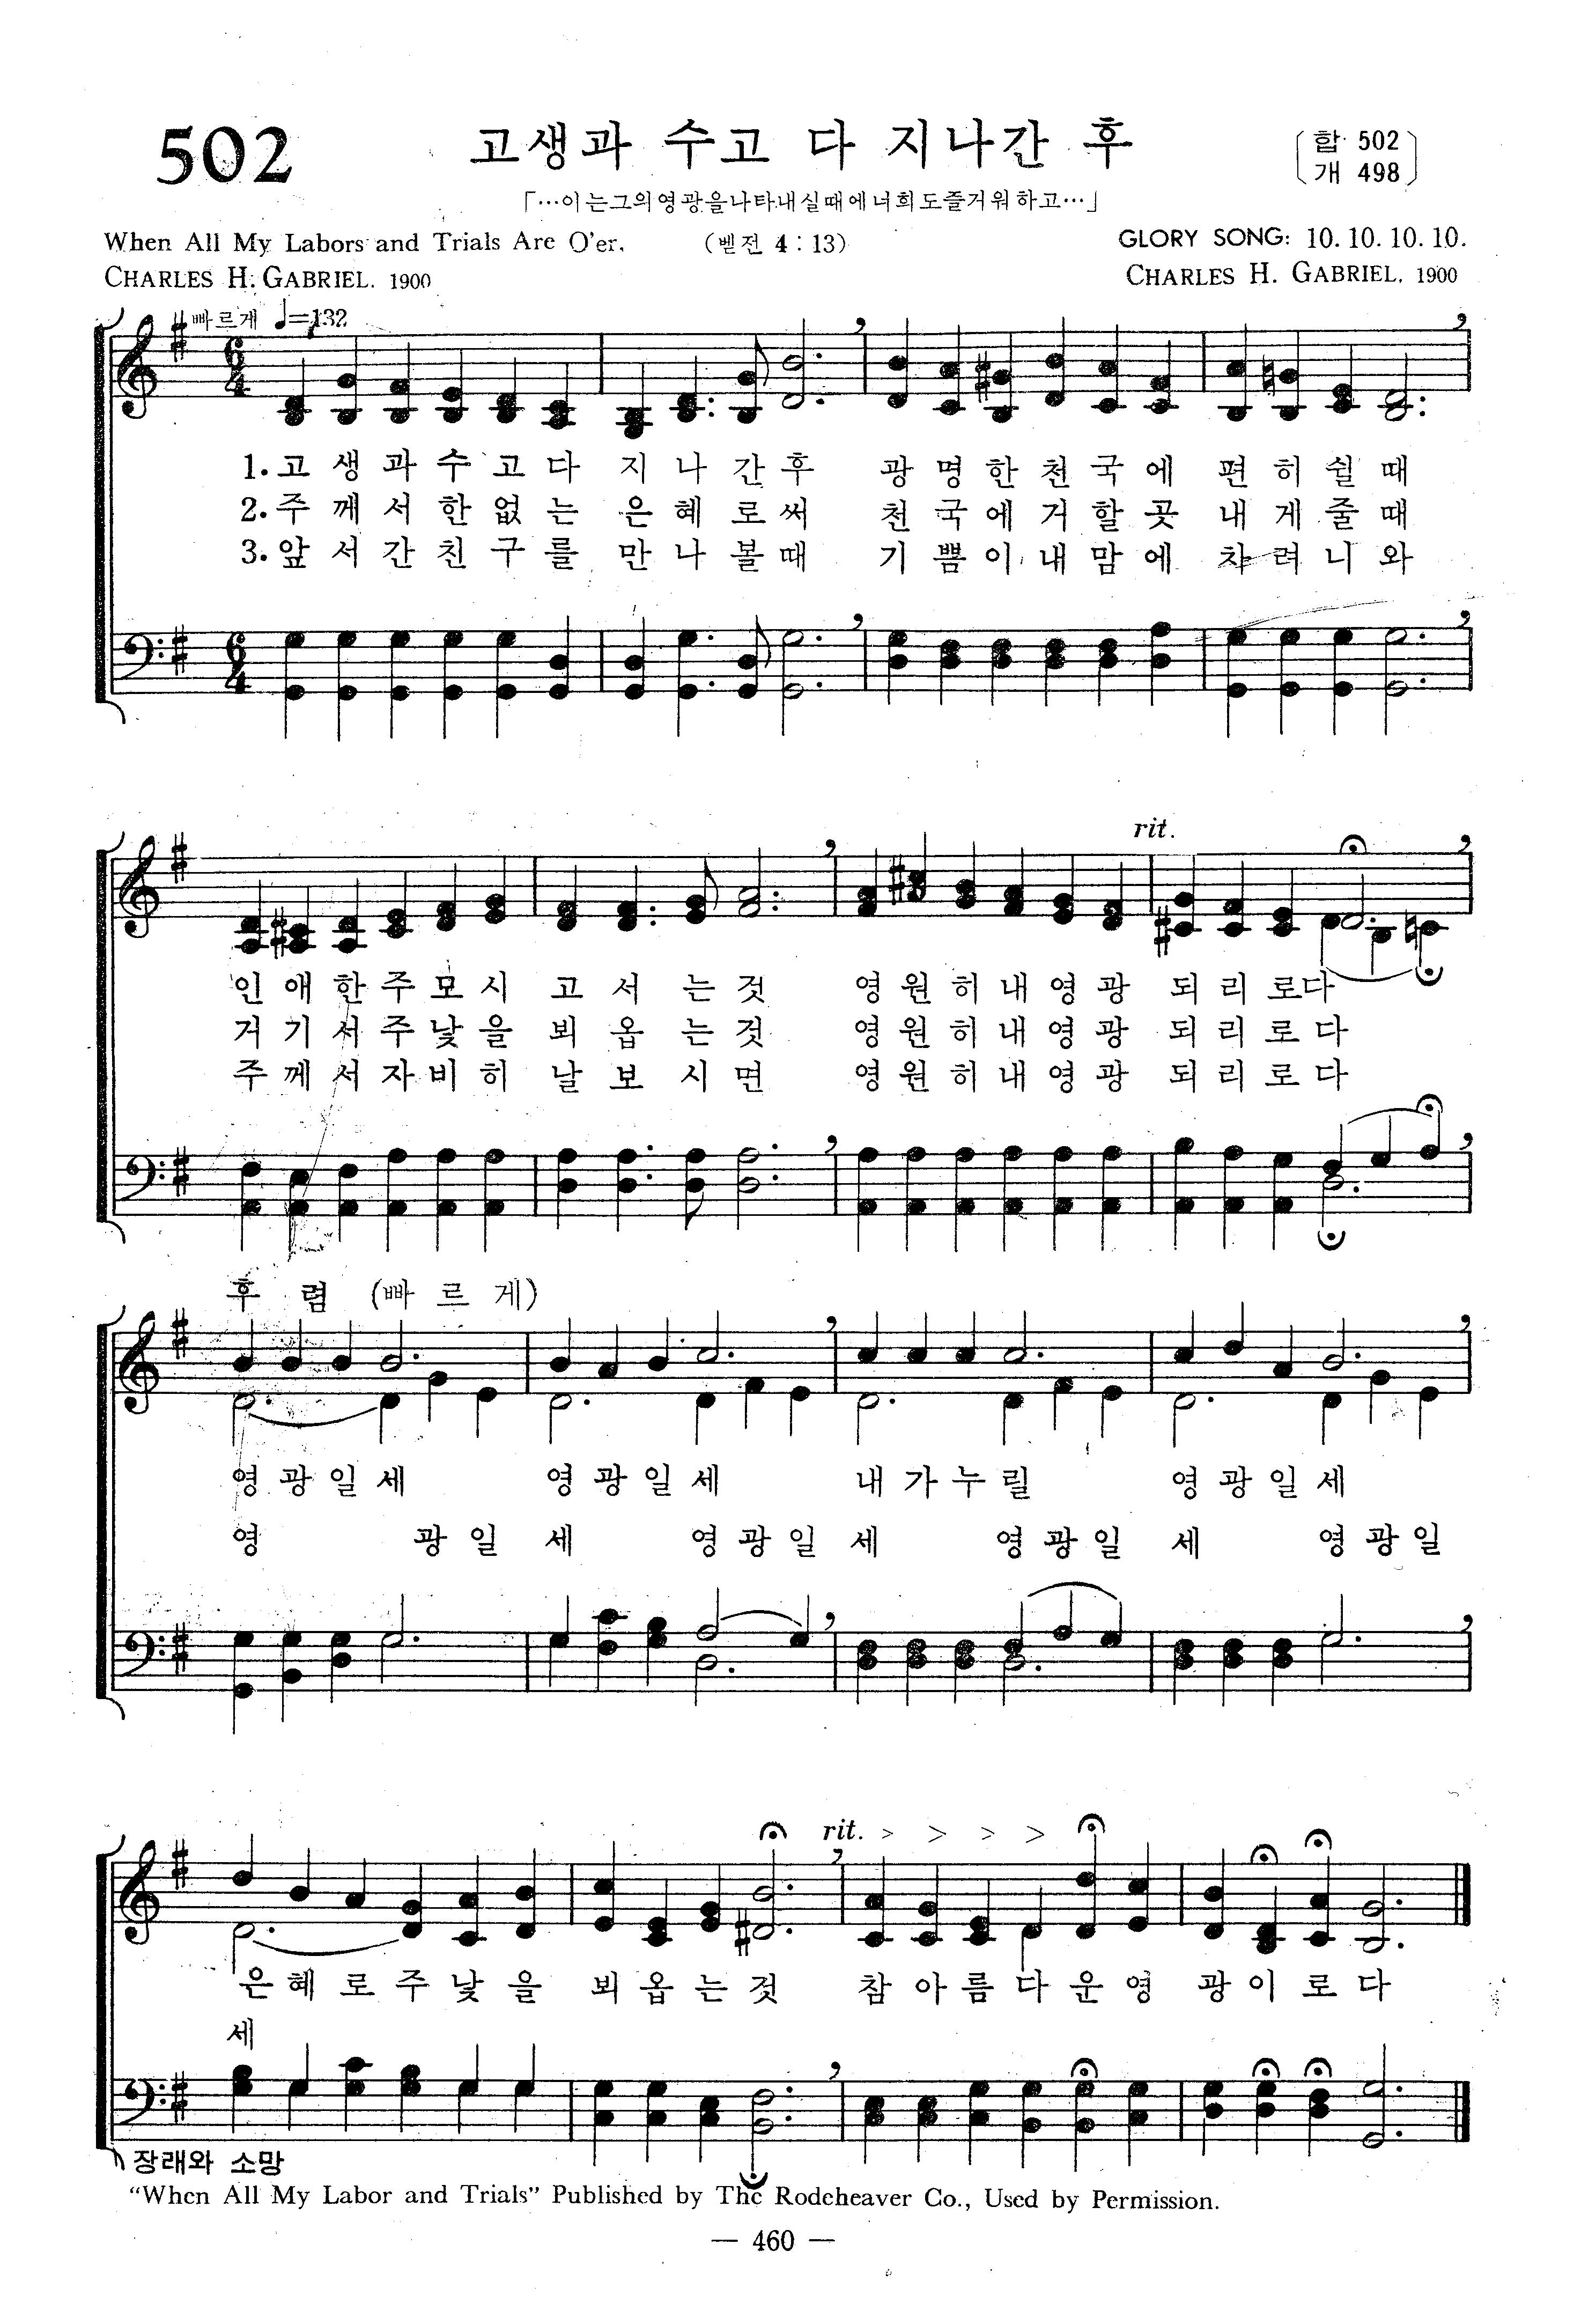 502
고생과 수고 다 지나간 후
합 502
개 498
「…이는그의영광을나타내실때에너희도즐거워하고…」
When All My Labors and Trials Are O'er.
(벧전 4:13)
GLORY SONG: 10. 10. 10. 10.
CHARLES H. GABRIEL. 1900
CHARLES H. GABRIEL, 1900
빠르게 ♩=132
1. 고 생 과 수 고 다 지 나 간 후 광 명 한 천 국 에 편 히 쉴 때
2. 주 께 서 한 없 는 은 혜 로 써 천 국 에 거 할 곳 내 게 줄 때
3. 앞 서 간 친 구 를 만 나 볼 때 기 쁨 이 내 맘 에 차 려 니 와
rit.
인 애 한 주 모 시 고 서 는 것 영 원 히 내 영 광 되 리 로 다
거 기 서 주 낯 을 뵈 옵 는 것 영 원 히 내 영 광 되 리 로 다
주 께 서 자 비 히 날 보 시 면 영 원 히 내 영 광 되 리 로 다
후 렴 (빠 르 게)
영 광 일 세 영 광 일 세 내 가 누 릴 영 광 일 세
영 광 일 세 영 광 일 세 영 광 일 세 영 광 일
rit.
은 혜 로 주 낯 을 뵈 옵 는 것 참 아 름 다 운 영 광 이 로 다
세
장래와 소망
"When All My Labor and Trials" Published by The Rodeheaver Co., Used by Permission.
— 460 —